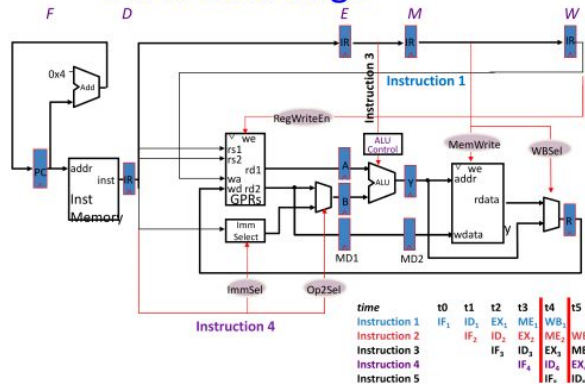 F D E M W
IR IR IR
0x4
Add
Instruction 3
Instruction 1
RegWriteEn
ALU
Control
MemWrite
WBSel
we
rs1
rs2
PC
addr
inst
IR
Inst
Memory
rd1
wa
wd rd2
GPRs
A
B
ALU
Y
we
addr
rdata
wdata
y
R
Imm
Select
MD1
MD2
ImmSel
Op2Sel
Instruction 4
time t0 t1 t2 t3 t4 t5
Instruction 1 IF1 ID1 EX1 ME1 WB1
Instruction 2 IF2 ID2 EX2 ME2
Instruction 3 IF3 ID3 EX3 ME
Instruction 4 IF4 ID4 EX
Instruction 5 ID